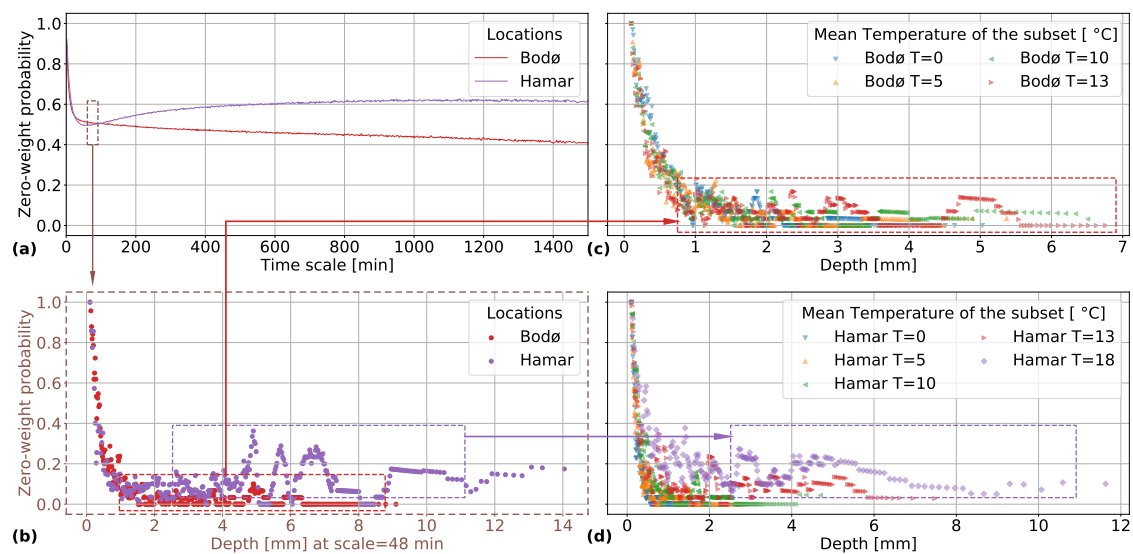 1.0
0.8
0.6
0.4
0.2
0.0
Zero-weight probability
Locations
Bodø
Hamar
0 200 400 600 800 1000 1200 1400
Time scale [min]
(a)
Mean Temperature of the subset [ °C]
Bodø T=0 Bodø T=10
Bodø T=5 Bodø T=13
0 1 2 3 4 5 6 7
Depth [mm]
(c)
1.0
0.8
0.6
0.4
0.2
0.0
Zero-weight probability
Locations
Bodø
Hamar
0 2 4 6 8 10 12 14
Depth [mm] at scale=48 min
(b)
Mean Temperature of the subset [ °C]
Hamar T=0 Hamar T=13
Hamar T=5 Hamar T=18
Hamar T=10
0 2 4 6 8 10 12
Depth [mm]
(d)